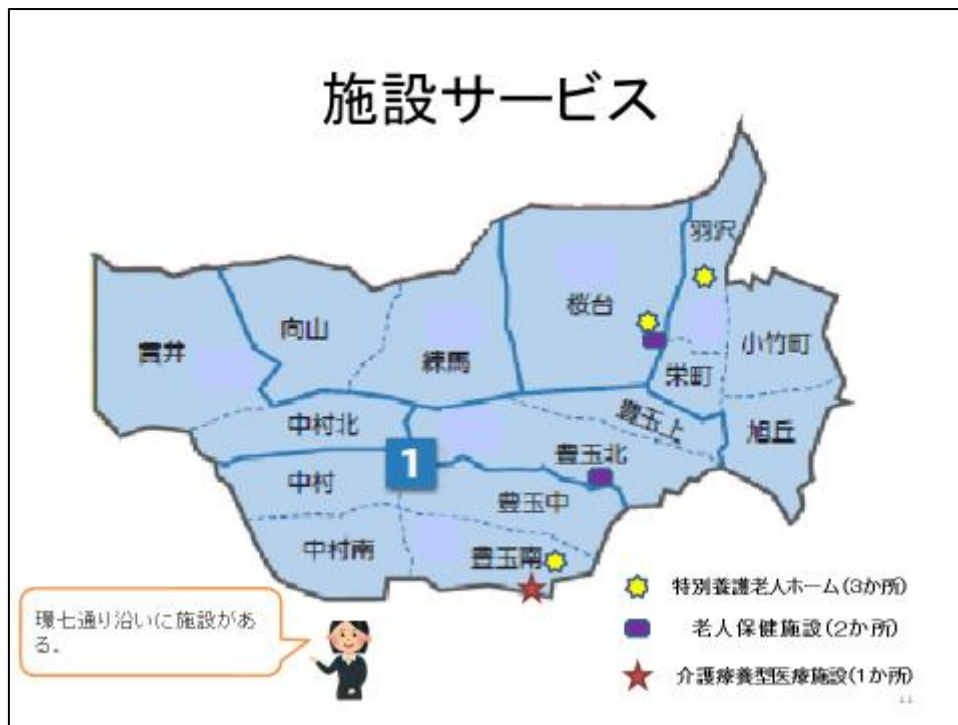 施設サービス
羽沢
桜台
小竹町
向山
貫井
練馬
栄町
豊玉上
中村北
旭丘
1
豊玉北
中村
豊玉中
中村南
豊玉南
特別養護老人ホーム(3か所)
環七通り沿いに施設があ
る。
老人保健施設(2か所)
介護療養型医療施設(1か所)